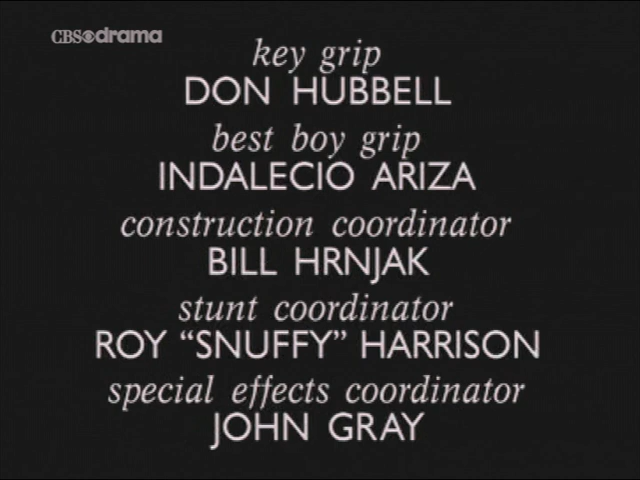 CBS drama
key grip
DON HUBBELL
best boy grip
INDALECIO ARIZA
construction coordinator
BILL HRNJAK
stunt coordinator
ROY “SNUFFY” HARRISON
special effects coordinator
JOHN GRAY